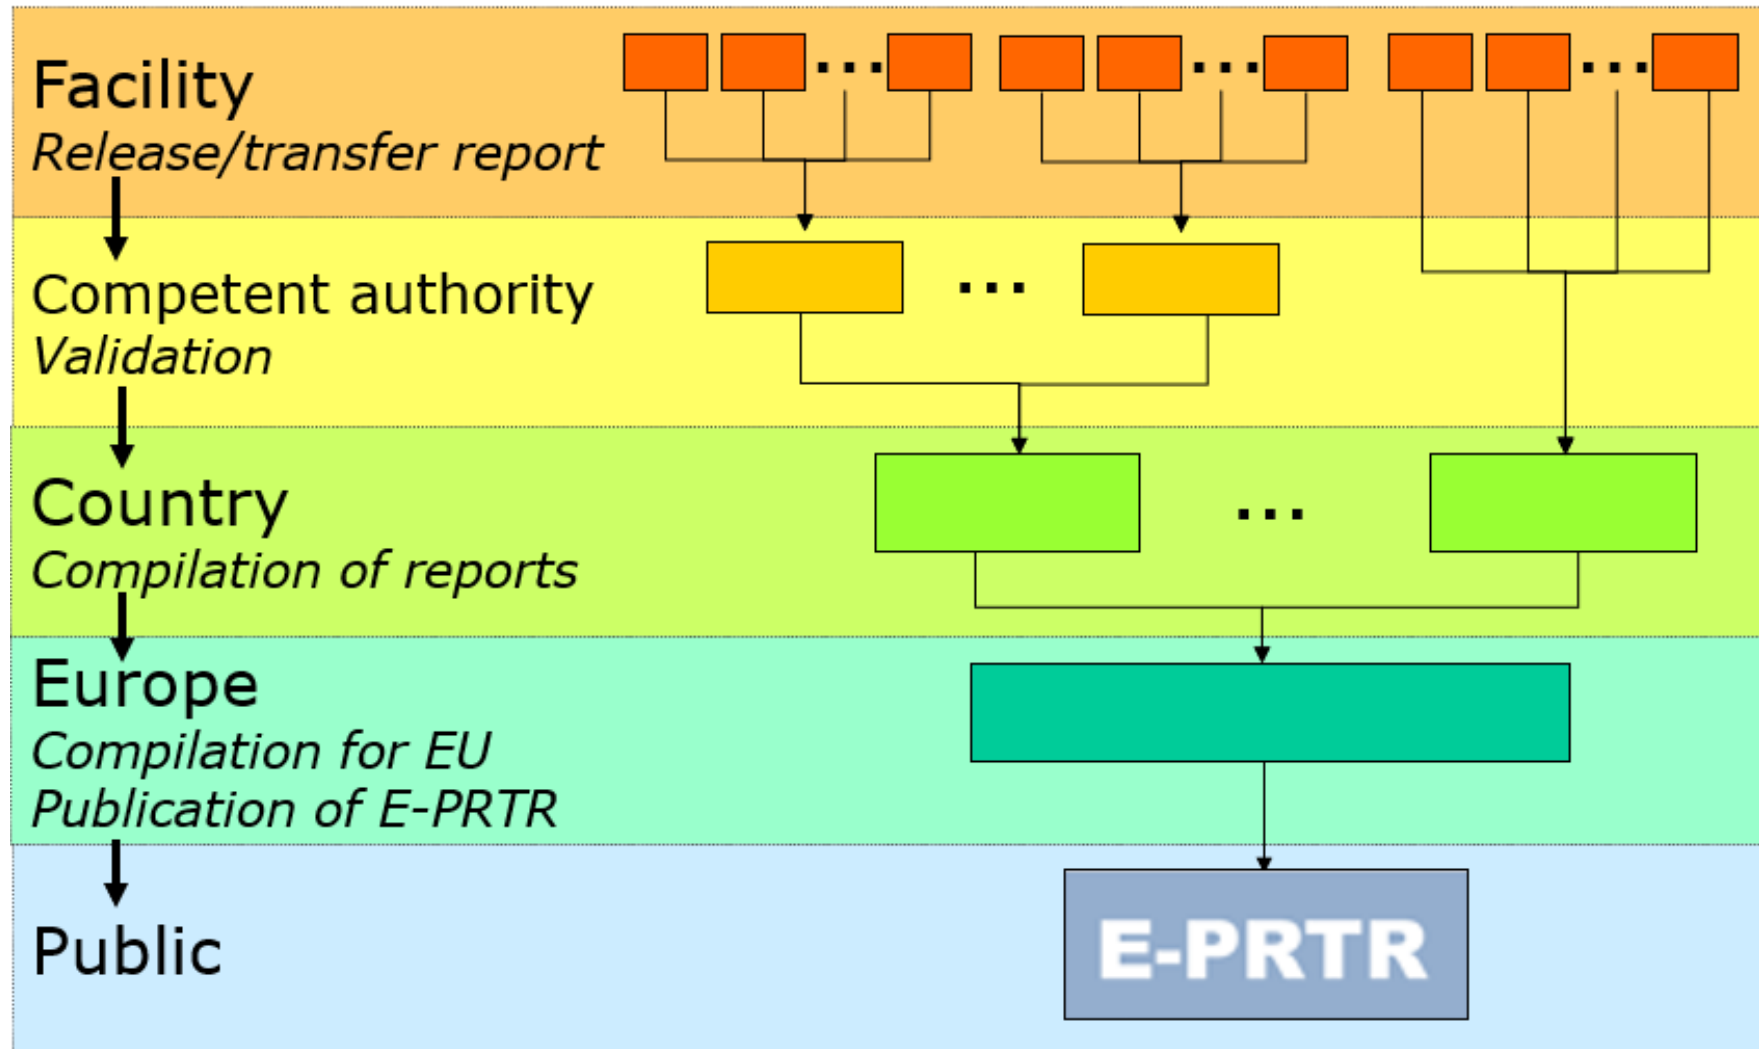 Facility
Release/transfer report
Competent authority
Validation
Country
Compilation of reports
Europe
Compilation for EU
Publication of E-PRTR
Public
E-PRTR